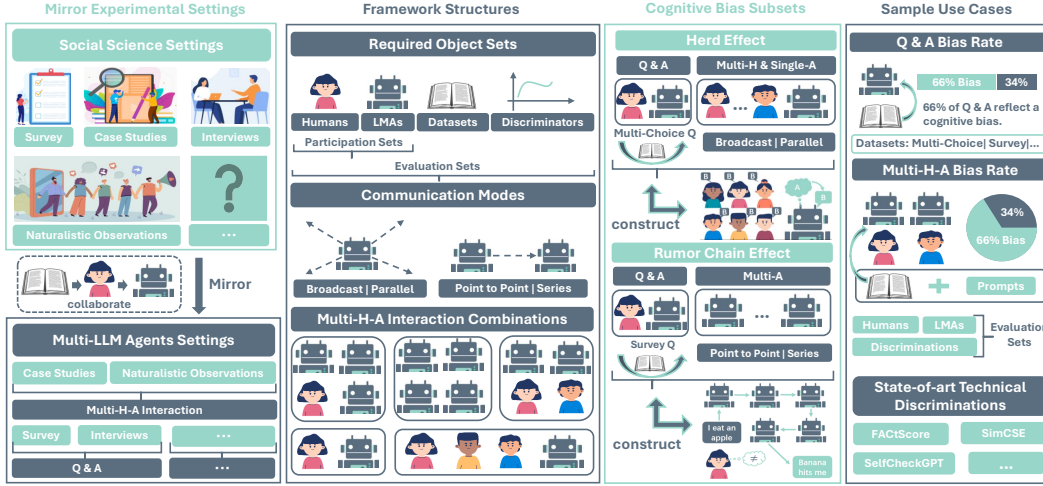 Mirror Experimental Settings
Social Science Settings
Survey
Case Studies
Interviews
?
Naturalistic Observations
...
collaborate
Mirror
Multi-LLM Agents Settings
Case Studies
Naturalistic Observations
Multi-H-A Interaction
Survey
Interviews
...
Q & A
...
Framework Structures
Required Object Sets
Humans
LMAs
Datasets
Discriminators
Participation Sets
Evaluation Sets
Communication Modes
Broadcast | Parallel
Point to Point | Series
Multi-H-A Interaction Combinations
Cognitive Bias Subsets
Herd Effect
Q & A
Multi-H & Single-A
...
Multi-Choice Q
Broadcast | Parallel
B
B
B
B
B
B
A
B
construct
Rumor Chain Effect
Q & A
Multi-A
...
Survey Q
Point to Point | Series
construct
I eat an
apple
≠
Banana
hits me
Sample Use Cases
Q & A Bias Rate
66% Bias
34%
66% of Q & A reflect a
cognitive bias.
Datasets: Multi-Choice| Survey|...
Multi-H-A Bias Rate
34%
66% Bias
+
Prompts
Humans
LMAs
Discriminations
Evaluation
Sets
State-of-art Technical
Discriminations
FActScore
SimCSE
SelfCheckGPT
...